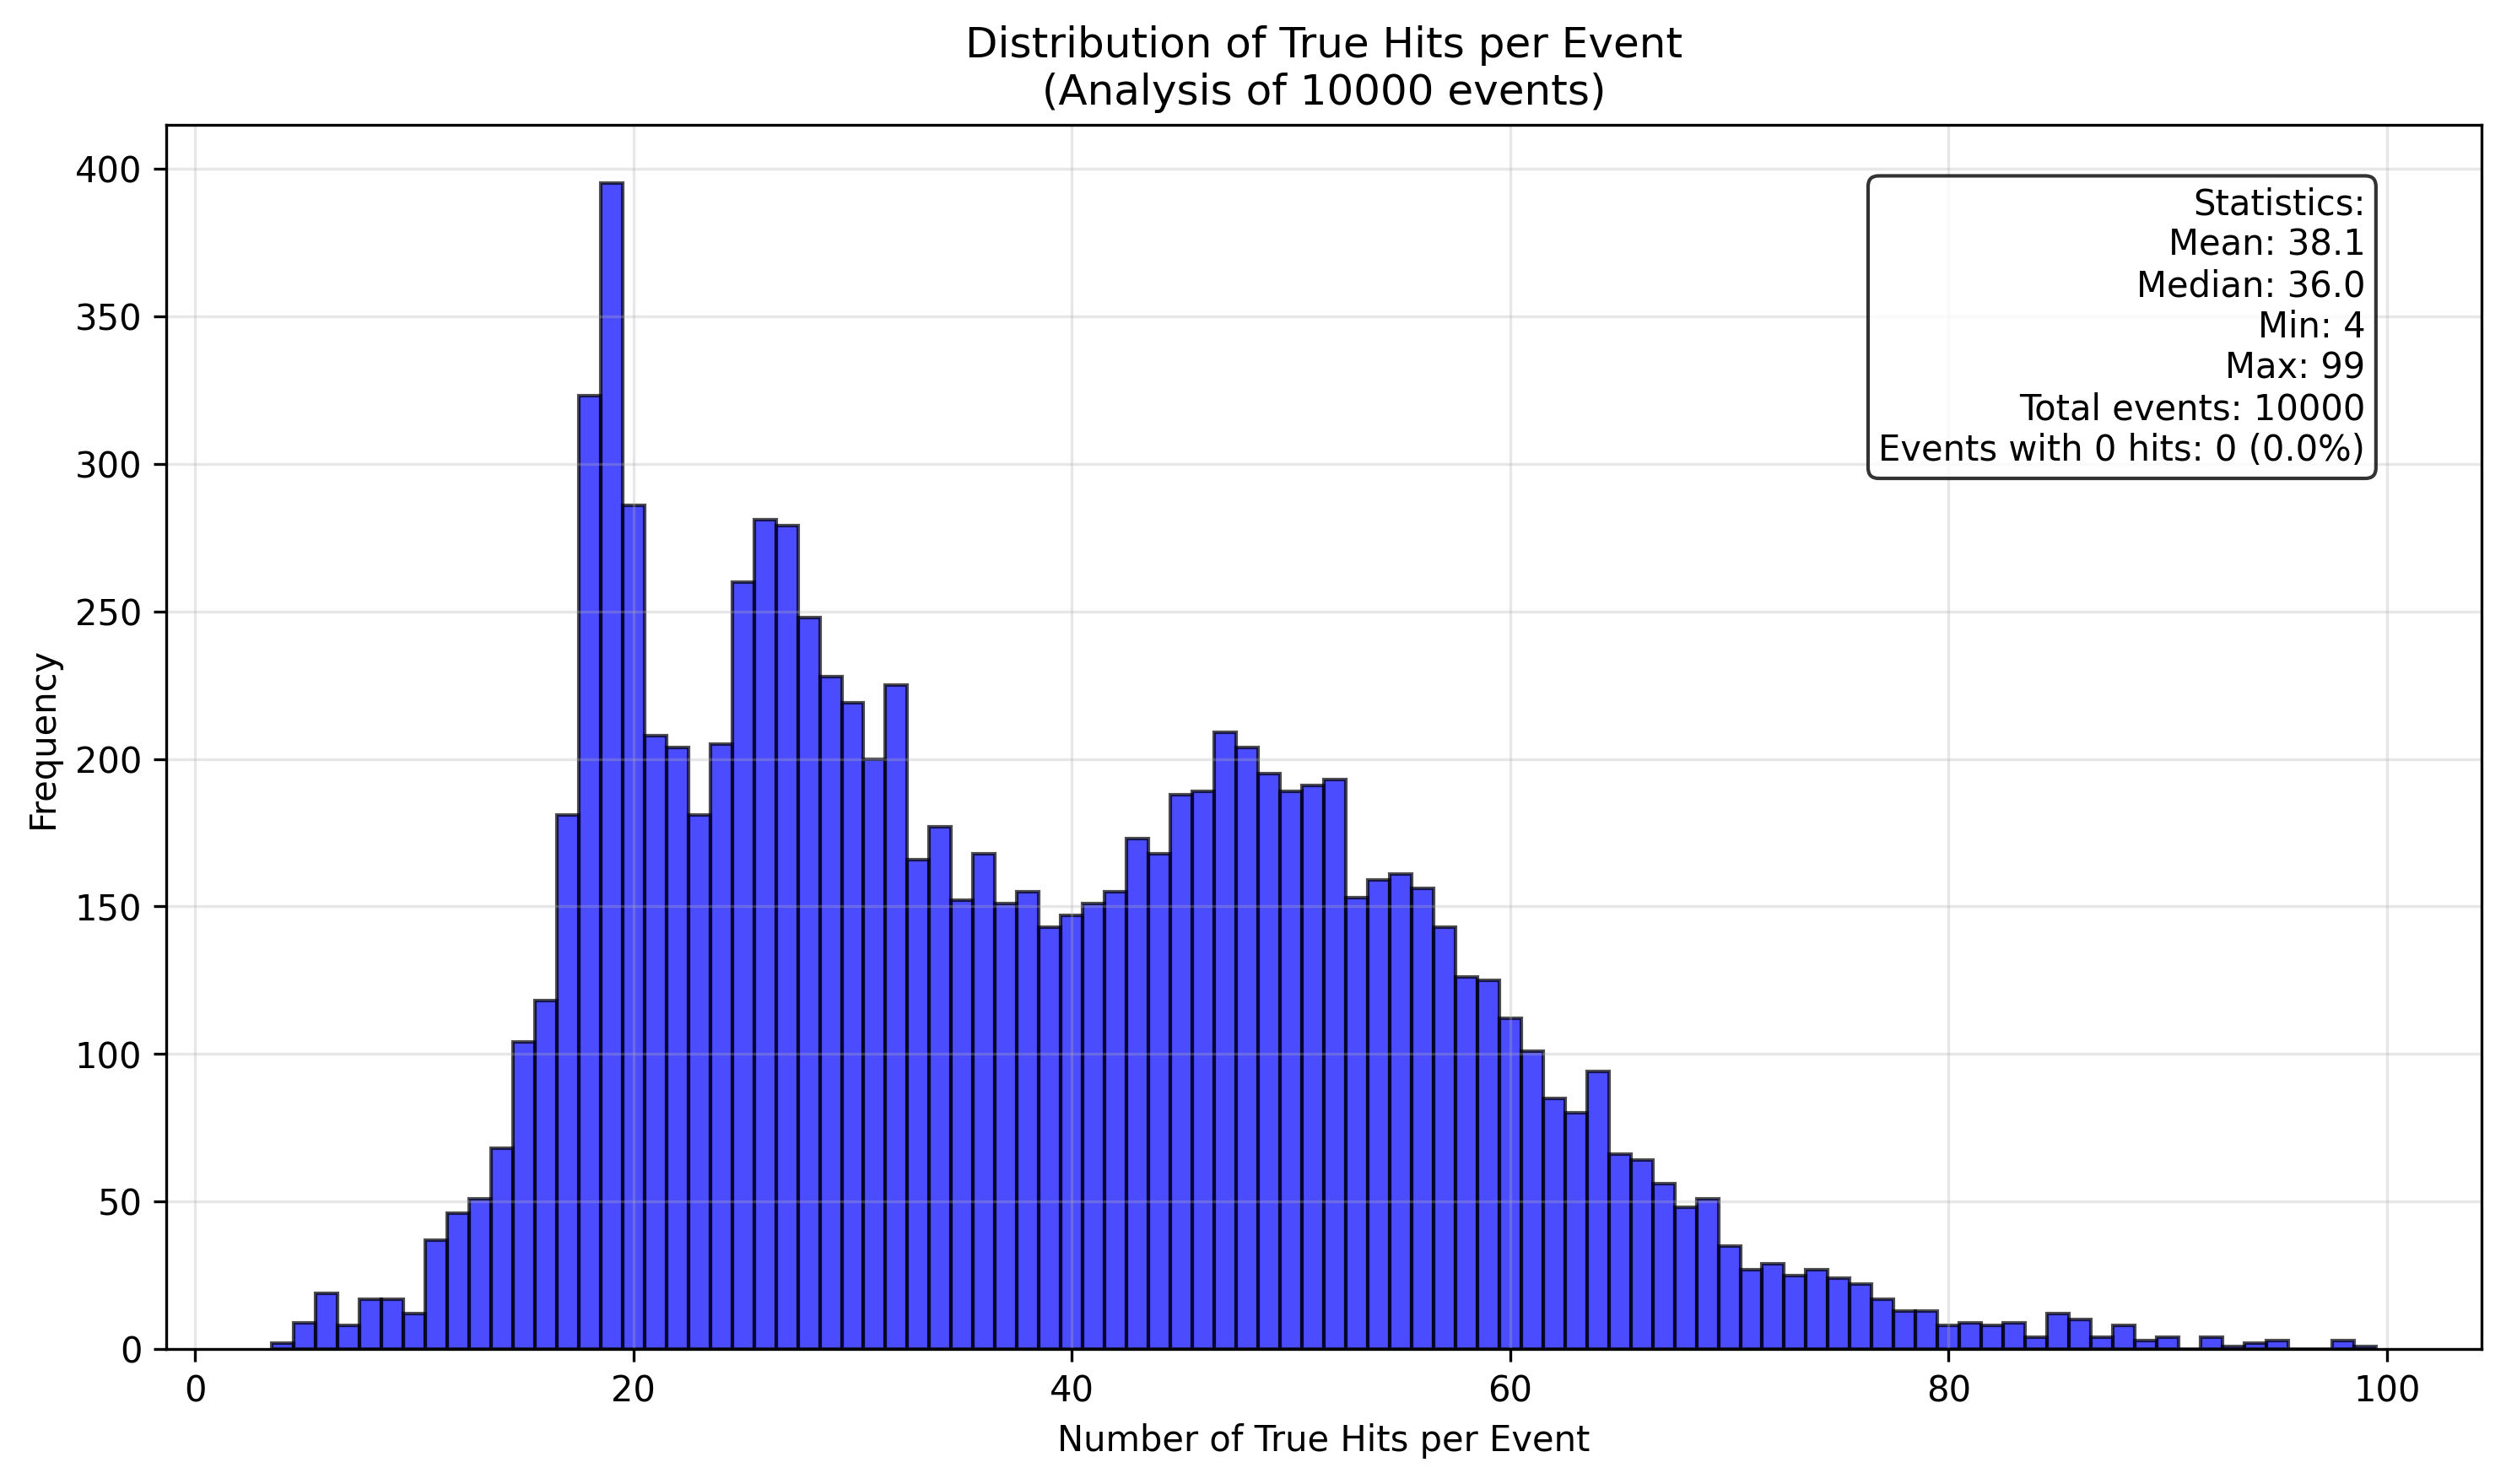 Distribution of True Hits per Event
(Analysis of 10000 events)
400
350
300
250
200
150
100
50
0
Frequency
Statistics:
Mean: 38.1
Median: 36.0
Min: 4
Max: 99
Total events: 10000
Events with 0 hits: 0 (0.0%)
0 20 40 60 80 100
Number of True Hits per Event